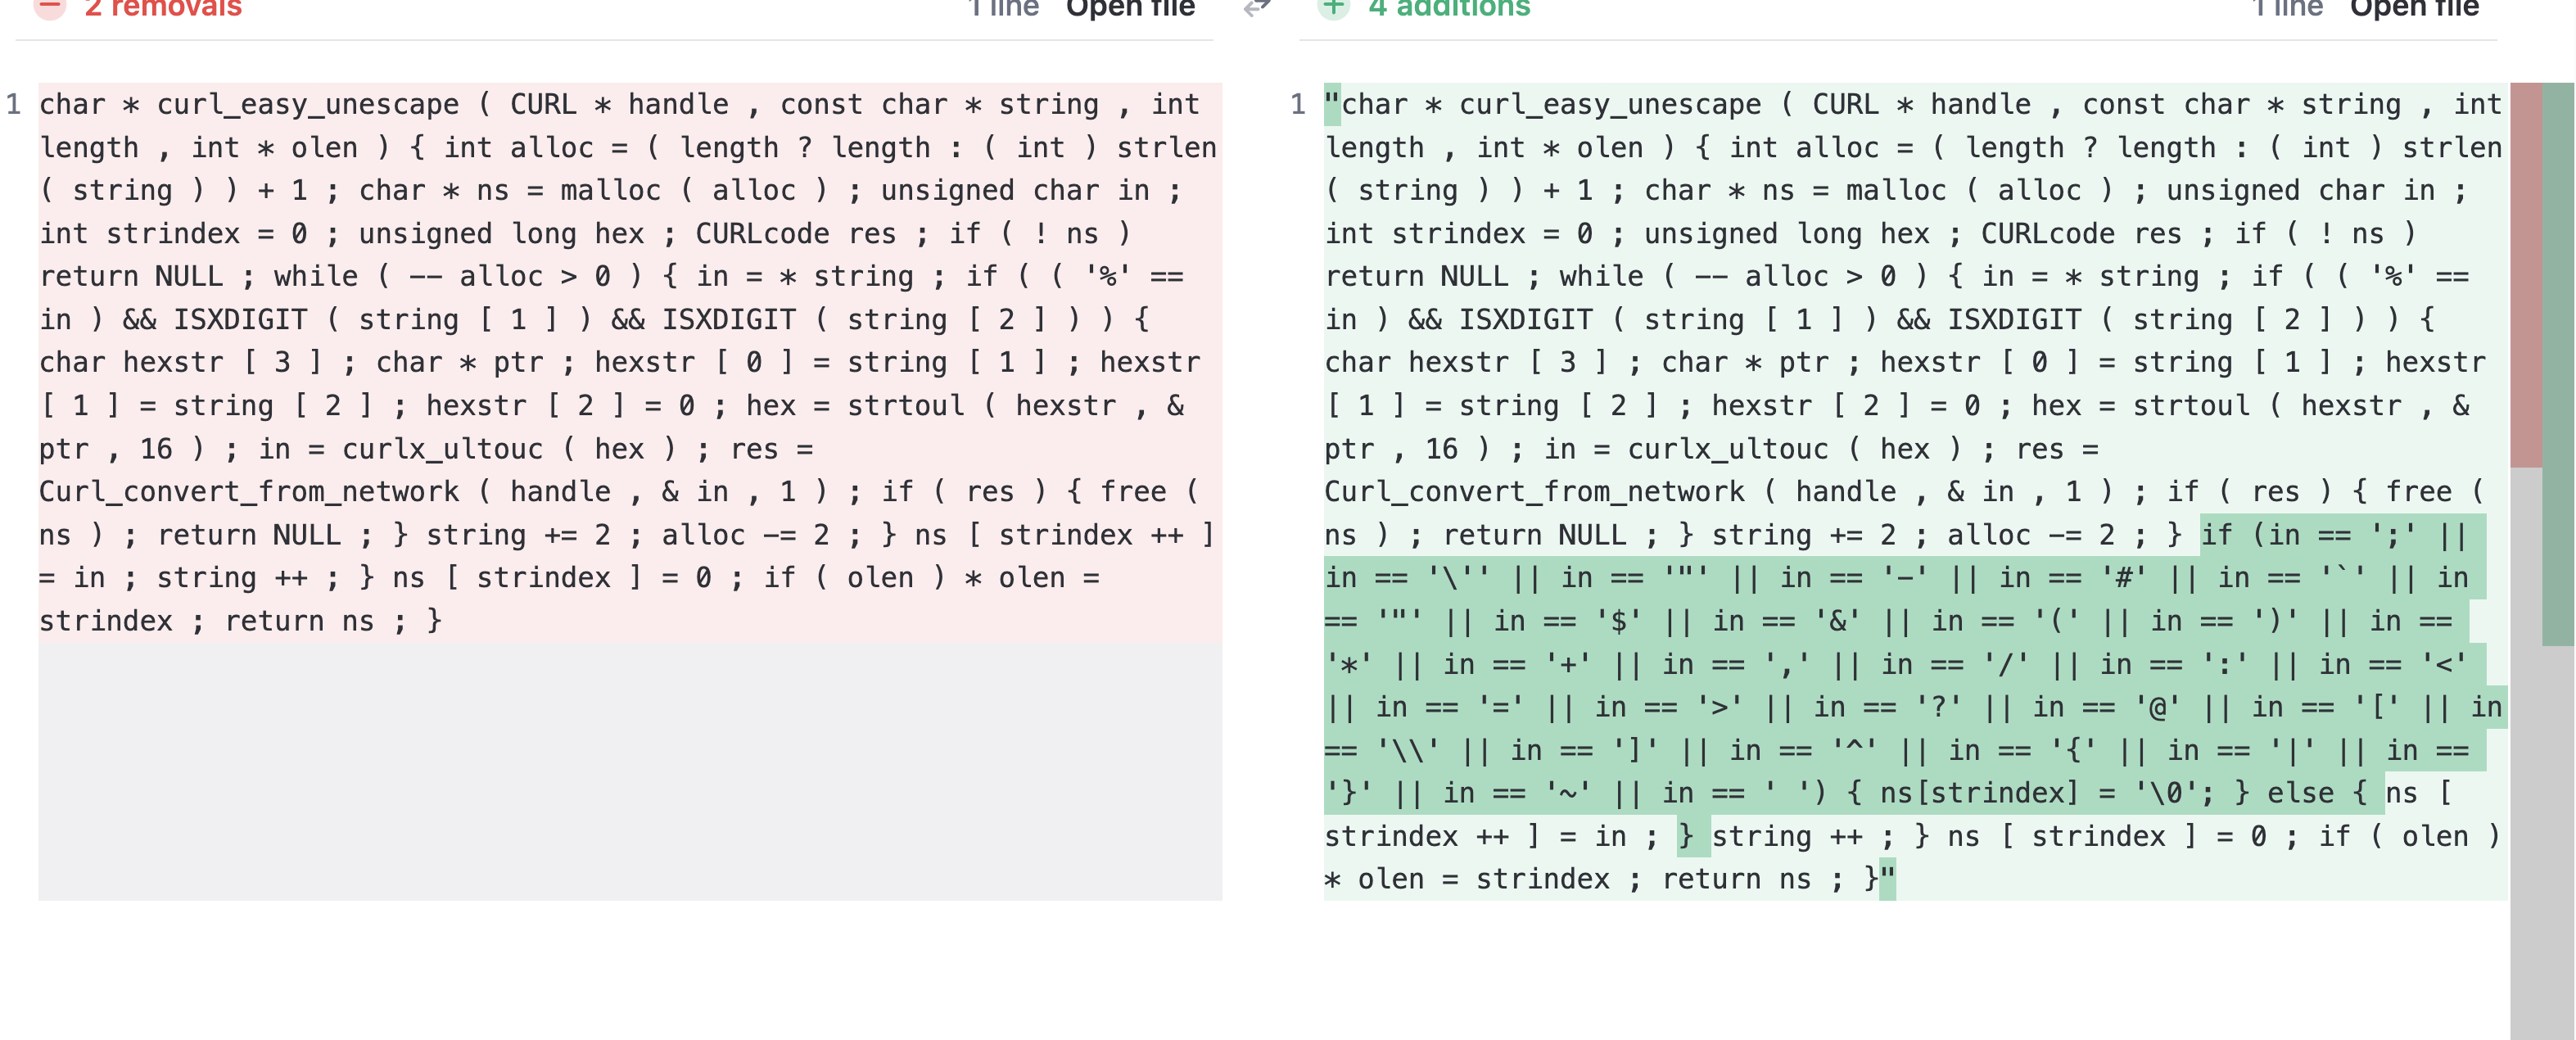 2 removals 1 line Open file
4 additions 1 line Open file
1 char * curl_easy_unescape ( CURL * handle , const char * string , int
length , int * olen ) { int alloc = ( length ? length : ( int ) strlen
( string ) ) + 1 ; char * ns = malloc ( alloc ) ; unsigned char in ;
int strindex = 0 ; unsigned long hex ; CURLcode res ; if ( ! ns )
return NULL ; while ( -- alloc > 0 ) { in = * string ; if ( ( '%' ==
in ) && ISXDIGIT ( string [ 1 ] ) && ISXDIGIT ( string [ 2 ] ) ) {
char hexstr [ 3 ] ; char * ptr ; hexstr [ 0 ] = string [ 1 ] ; hexstr
[ 1 ] = string [ 2 ] ; hexstr [ 2 ] = 0 ; hex = strtoul ( hexstr , &
ptr , 16 ) ; in = curlx_ultouc ( hex ) ; res =
Curl_convert_from_network ( handle , & in , 1 ) ; if ( res ) { free (
ns ) ; return NULL ; } string += 2 ; alloc -= 2 ; } ns [ strindex ++ ]
= in ; string ++ ; } ns [ strindex ] = 0 ; if ( olen ) * olen =
strindex ; return ns ; }
1 "char * curl_easy_unescape ( CURL * handle , const char * string , int
length , int * olen ) { int alloc = ( length ? length : ( int ) strlen
( string ) ) + 1 ; char * ns = malloc ( alloc ) ; unsigned char in ;
int strindex = 0 ; unsigned long hex ; CURLcode res ; if ( ! ns )
return NULL ; while ( -- alloc > 0 ) { in = * string ; if ( ( '%' ==
in ) && ISXDIGIT ( string [ 1 ] ) && ISXDIGIT ( string [ 2 ] ) ) {
char hexstr [ 3 ] ; char * ptr ; hexstr [ 0 ] = string [ 1 ] ; hexstr
[ 1 ] = string [ 2 ] ; hexstr [ 2 ] = 0 ; hex = strtoul ( hexstr , &
ptr , 16 ) ; in = curlx_ultouc ( hex ) ; res =
Curl_convert_from_network ( handle , & in , 1 ) ; if ( res ) { free (
ns ) ; return NULL ; } string += 2 ; alloc -= 2 ; } if (in == ';' ||
in == '\'' || in == '"' || in == '-' || in == '#' || in == '`' || in
== '"' || in == '$' || in == '&' || in == '(' || in == ')' || in ==
'*' || in == '+' || in == ',' || in == '/' || in == ':' || in == '<'
|| in == '=' || in == '>' || in == '?' || in == '@' || in == '[' || in
== '\\' || in == ']' || in == '^' || in == '{' || in == '|' || in ==
'}' || in == '~' || in == ' ') { ns[strindex] = '\0'; } else { ns [
strindex ++ ] = in ; } string ++ ; } ns [ strindex ] = 0 ; if ( olen )
* olen = strindex ; return ns ; }"